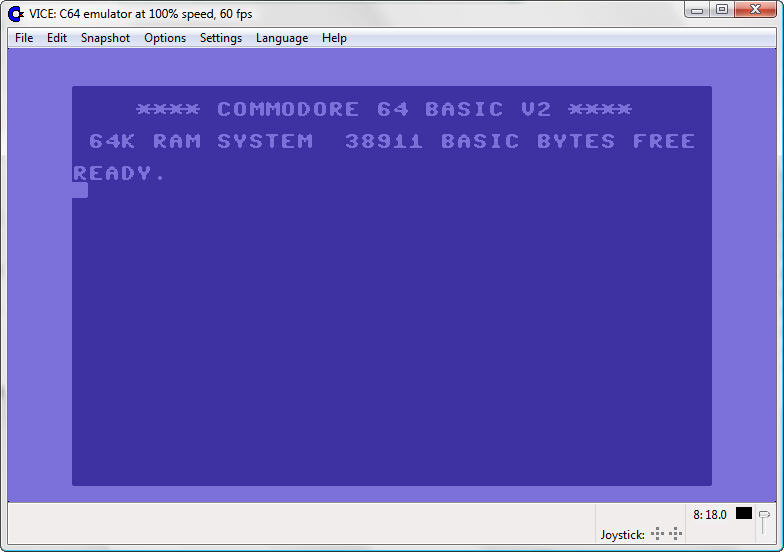 VICE: C64 emulator at 100% speed, 60 fps
File Edit Snapshot Options Settings Language Help
**** COMMODORE 64 BASIC V2 ****
64K RAM SYSTEM  38911 BASIC BYTES FREE
READY.
8: 18.0
Joystick: